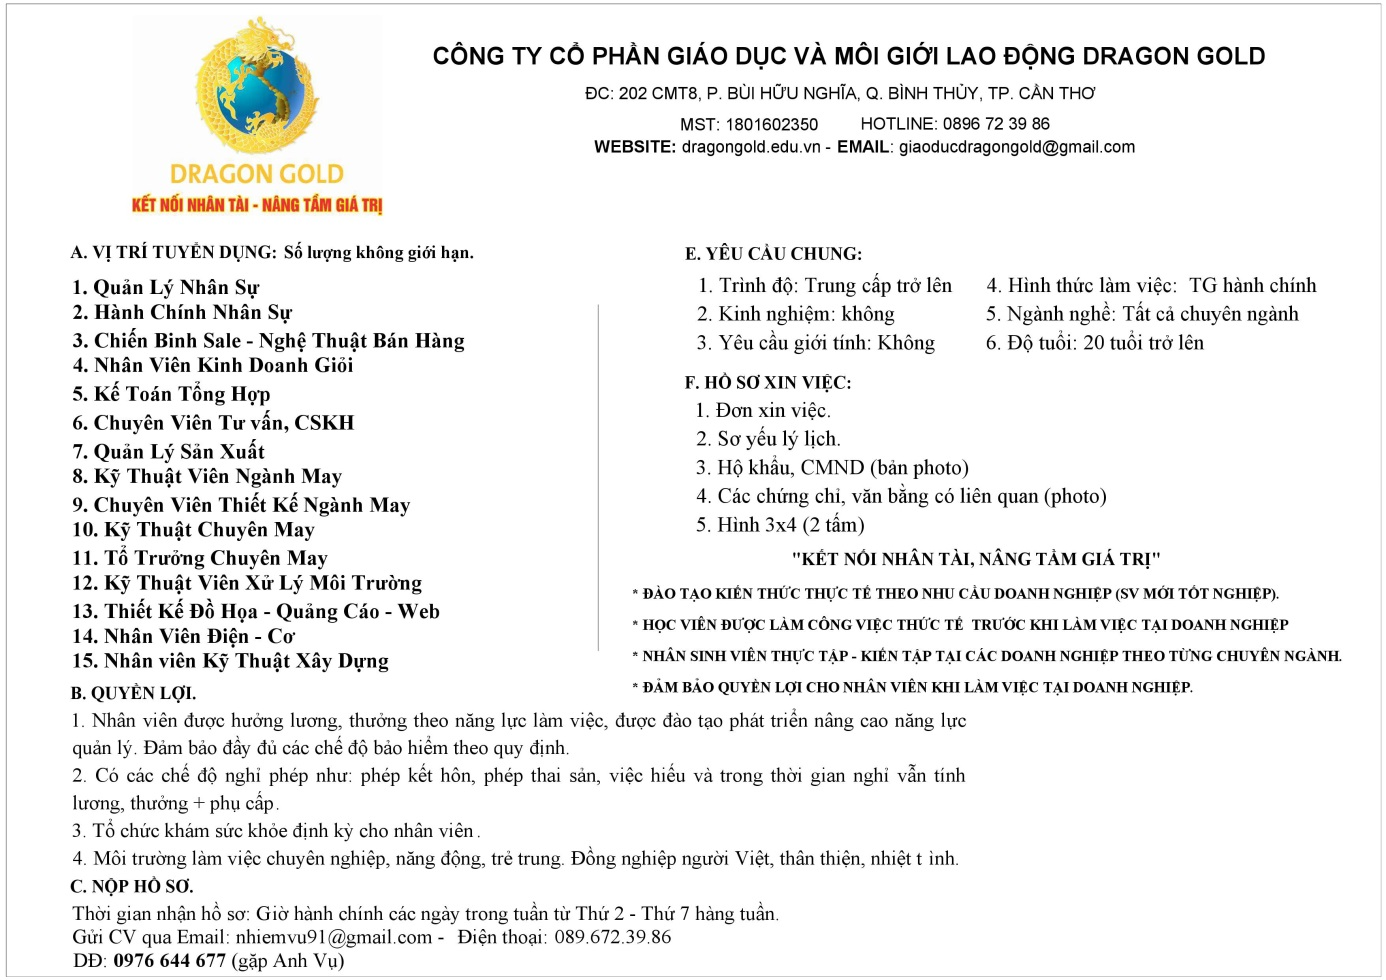 DRAGON GOLD
KẾT NỐI NHÂN TÀI - NÂNG TẦM GIÁ TRỊ
CÔNG TY CỔ PHẦN GIÁO DỤC VÀ MÔI GIỚI LAO ĐỘNG DRAGON GOLD
ĐC: 202 CMT8, P. BÙI HỮU NGHĨA, Q. BÌNH THỦY, TP. CẦN THƠ
MST: 1801602350 HOTLINE: 0896 72 39 86
WEBSITE: dragongold.edu.vn - EMAIL: giaoducdragongold@gmail.com
A. VỊ TRÍ TUYỂN DỤNG: Số lượng không giới hạn.
1. Quản Lý Nhân Sự
2. Hành Chính Nhân Sự
3. Chiến Binh Sale - Nghệ Thuật Bán Hàng
4. Nhân Viên Kinh Doanh Giỏi
5. Kế Toán Tổng Hợp
6. Chuyên Viên Tư vấn, CSKH
7. Quản Lý Sản Xuất
8. Kỹ Thuật Viên Ngành May
9. Chuyên Viên Thiết Kế Ngành May
10. Kỹ Thuật Chuyên May
11. Tổ Trưởng Chuyên May
12. Kỹ Thuật Viên Xử Lý Môi Trường
13. Thiết Kế Đồ Họa - Quảng Cáo - Web
14. Nhân Viên Điện - Cơ
15. Nhân viên Kỹ Thuật Xây Dựng
B. QUYỀN LỢI.
1. Nhân viên được hưởng lương, thưởng theo năng lực làm việc, được đào tạo phát triển nâng cao năng lực
quản lý. Đảm bảo đầy đủ các chế độ bảo hiểm theo quy định.
2. Có các chế độ nghỉ phép như: phép kết hôn, phép thai sản, việc hiếu và trong thời gian nghỉ vẫn tính
lương, thưởng + phụ cấp.
3. Tổ chức khám sức khỏe định kỳ cho nhân viên.
4. Môi trường làm việc chuyên nghiệp, năng động, trẻ trung. Đồng nghiệp người Việt, thân thiện, nhiệt t ình.
C. NỘP HỒ SƠ.
Thời gian nhận hồ sơ: Giờ hành chính các ngày trong tuần từ Thứ 2 - Thứ 7 hàng tuần.
Gửi CV qua Email: nhiemvu91@gmail.com - Điện thoại: 089.672.39.86
DĐ: 0976 644 677 (gặp Anh Vụ)
E. YÊU CẦU CHUNG:
1. Trình độ: Trung cấp trở lên
2. Kinh nghiệm: không
3. Yêu cầu giới tính: Không
4. Hình thức làm việc: TG hành chính
5. Ngành nghề: Tất cả chuyên ngành
6. Độ tuổi: 20 tuổi trở lên
F. HỒ SƠ XIN VIỆC:
1. Đơn xin việc.
2. Sơ yếu lý lịch.
3. Hộ khẩu, CMND (bản photo)
4. Các chứng chỉ, văn bằng có liên quan (photo)
5. Hình 3x4 (2 tấm)
"KẾT NỐI NHÂN TÀI, NÂNG TẦM GIÁ TRỊ"
* ĐÀO TẠO KIẾN THỨC THỰC TẾ THEO NHU CẦU DOANH NGHIỆP (SV MỚI TỐT NGHIỆP).
* HỌC VIÊN ĐƯỢC LÀM CÔNG VIỆC THỨC TẾ TRƯỚC KHI LÀM VIỆC TẠI DOANH NGHIỆP
* NHÂN SINH VIÊN THỰC TẬP - KIẾN TẬP TẠI CÁC DOANH NGHIỆP THEO TỪNG CHUYÊN NGÀNH.
* ĐẢM BẢO QUYỀN LỢI CHO NHÂN VIÊN KHI LÀM VIỆC TẠI DOANH NGHIỆP.